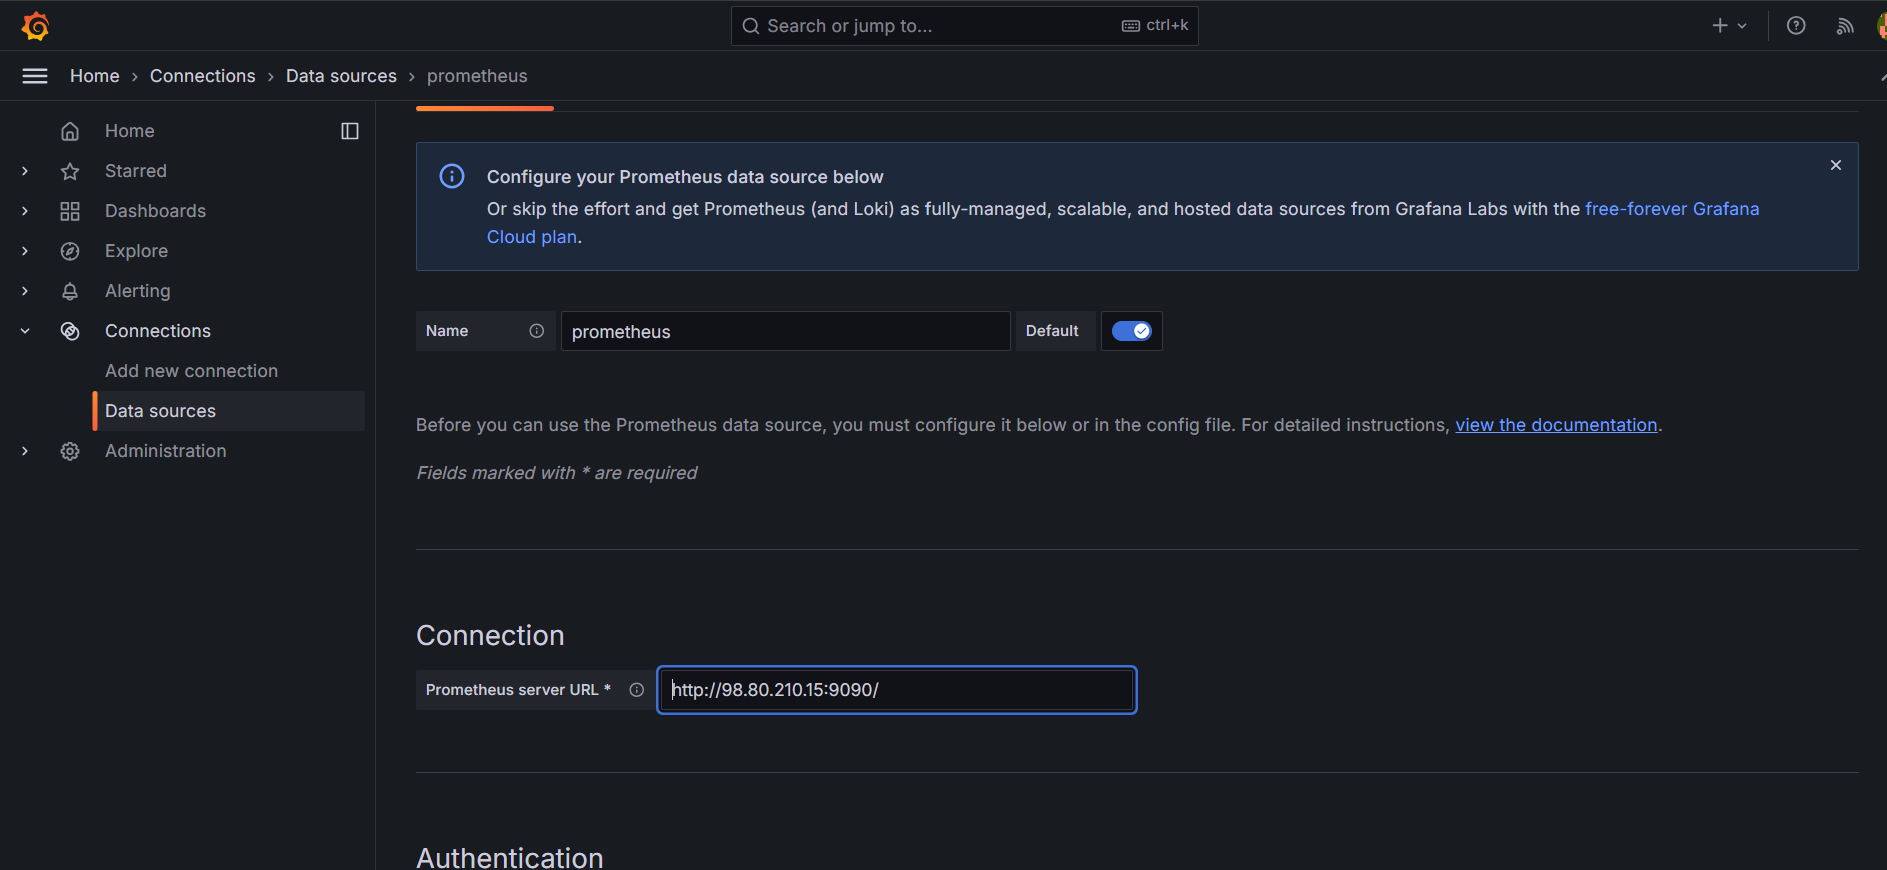 Search or jump to... ctrl+k
Home › Connections › Data sources › prometheus
Home
Starred
Dashboards
Explore
Alerting
Connections
Add new connection
Data sources
Administration
Configure your Prometheus data source below
Or skip the effort and get Prometheus (and Loki) as fully-managed, scalable, and hosted data sources from Grafana Labs with the free-forever Grafana
Cloud plan.
Name prometheus Default
Before you can use the Prometheus data source, you must configure it below or in the config file. For detailed instructions, view the documentation.
Fields marked with * are required
Connection
Prometheus server URL * http://98.80.210.15:9090/
Authentication